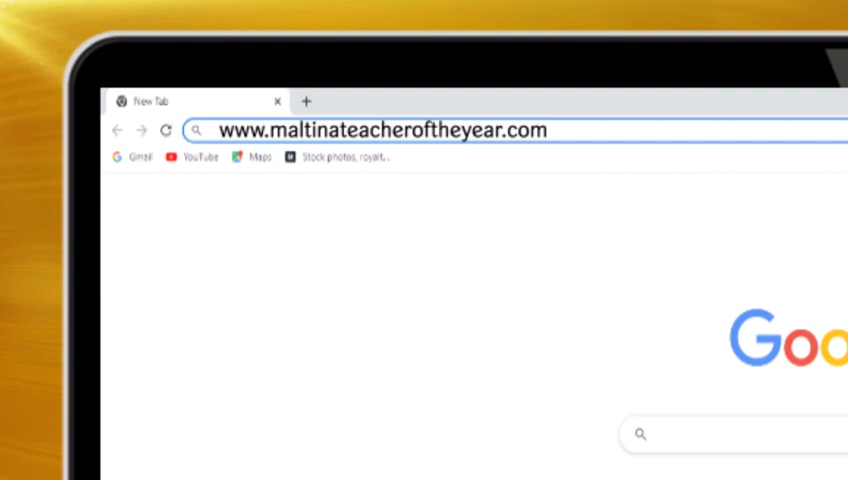 New Tab
www.maltinateacheroftheyear.com
Gmail YouTube Maps Stock photos, royalt...
Goo